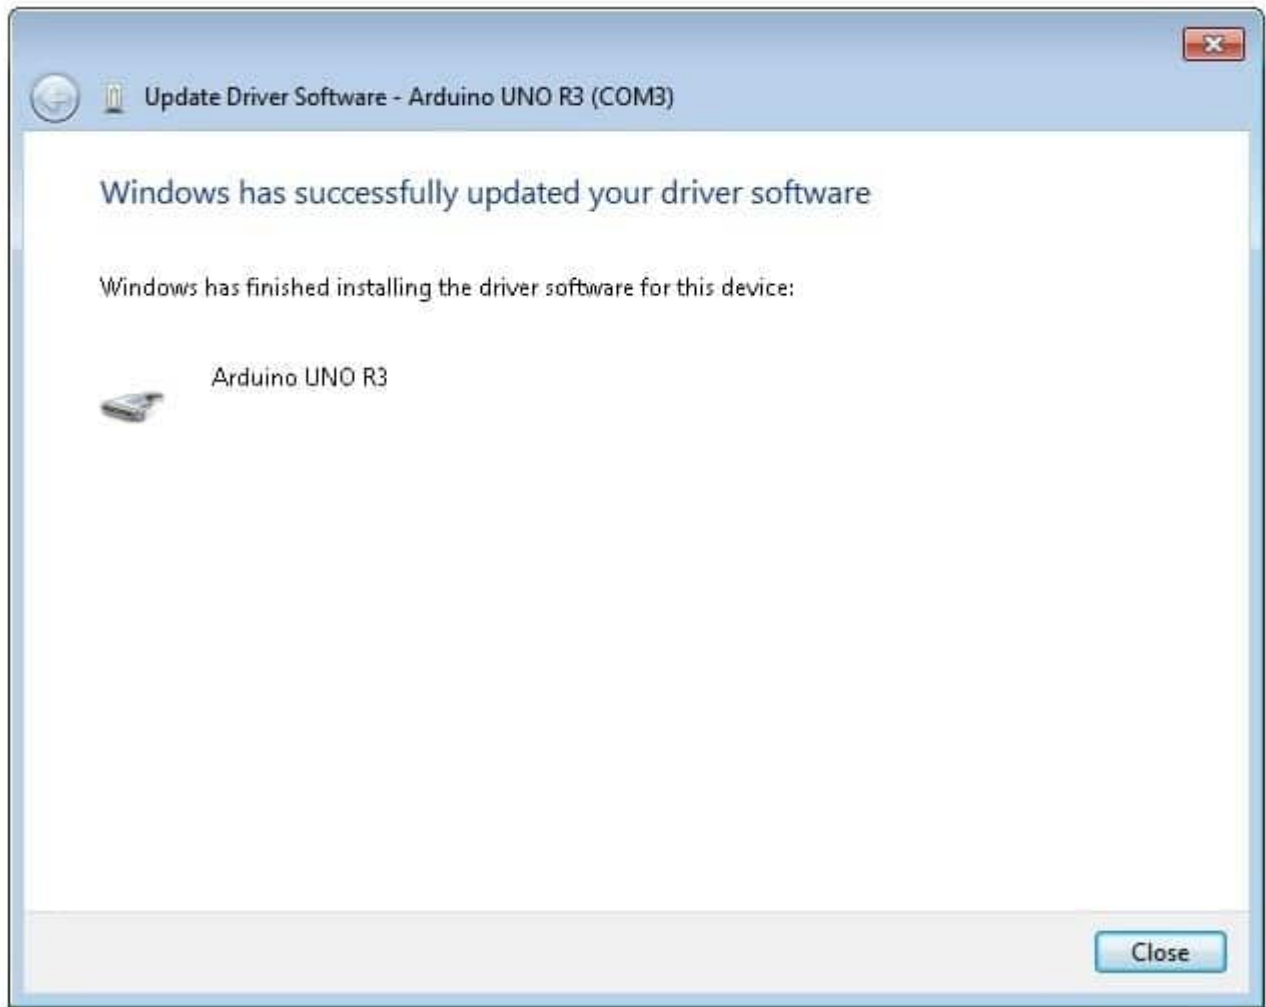 Update Driver Software - Arduino UNO R3 (COM3)
Windows has successfully updated your driver software
Windows has finished installing the driver software for this device:
Arduino UNO R3
Close